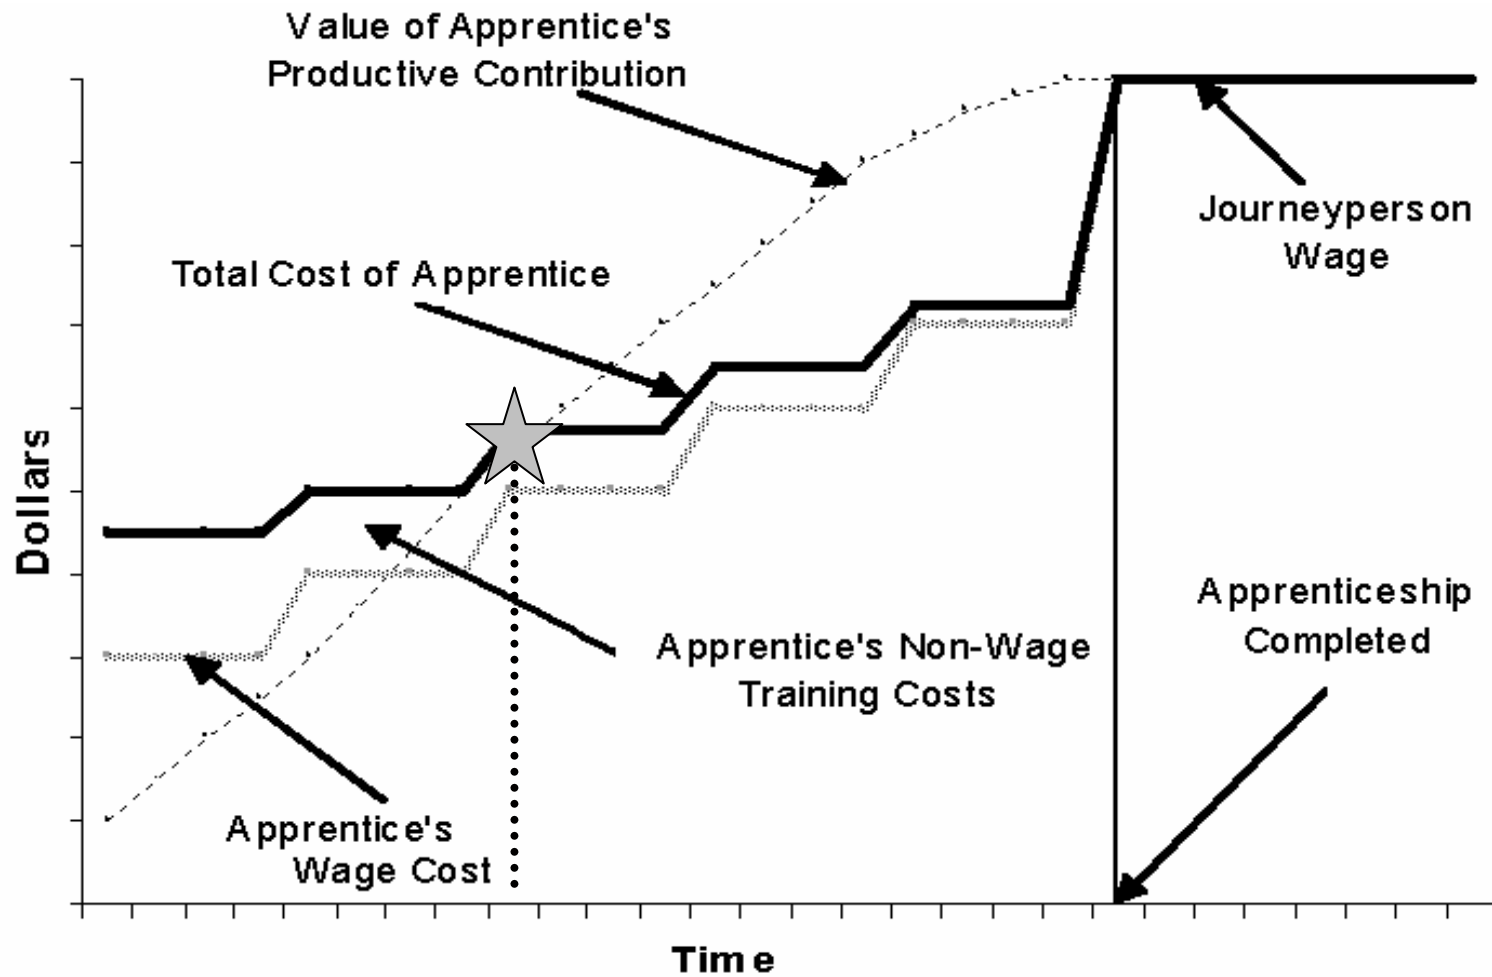 Value of Apprentice's
Productive Contribution
Total Cost of Apprentice
Journeyperson
Wage
Dollars
Apprentice's Non-Wage
Training Costs
Apprenticeship
Completed
Apprentice's
Wage Cost
Time